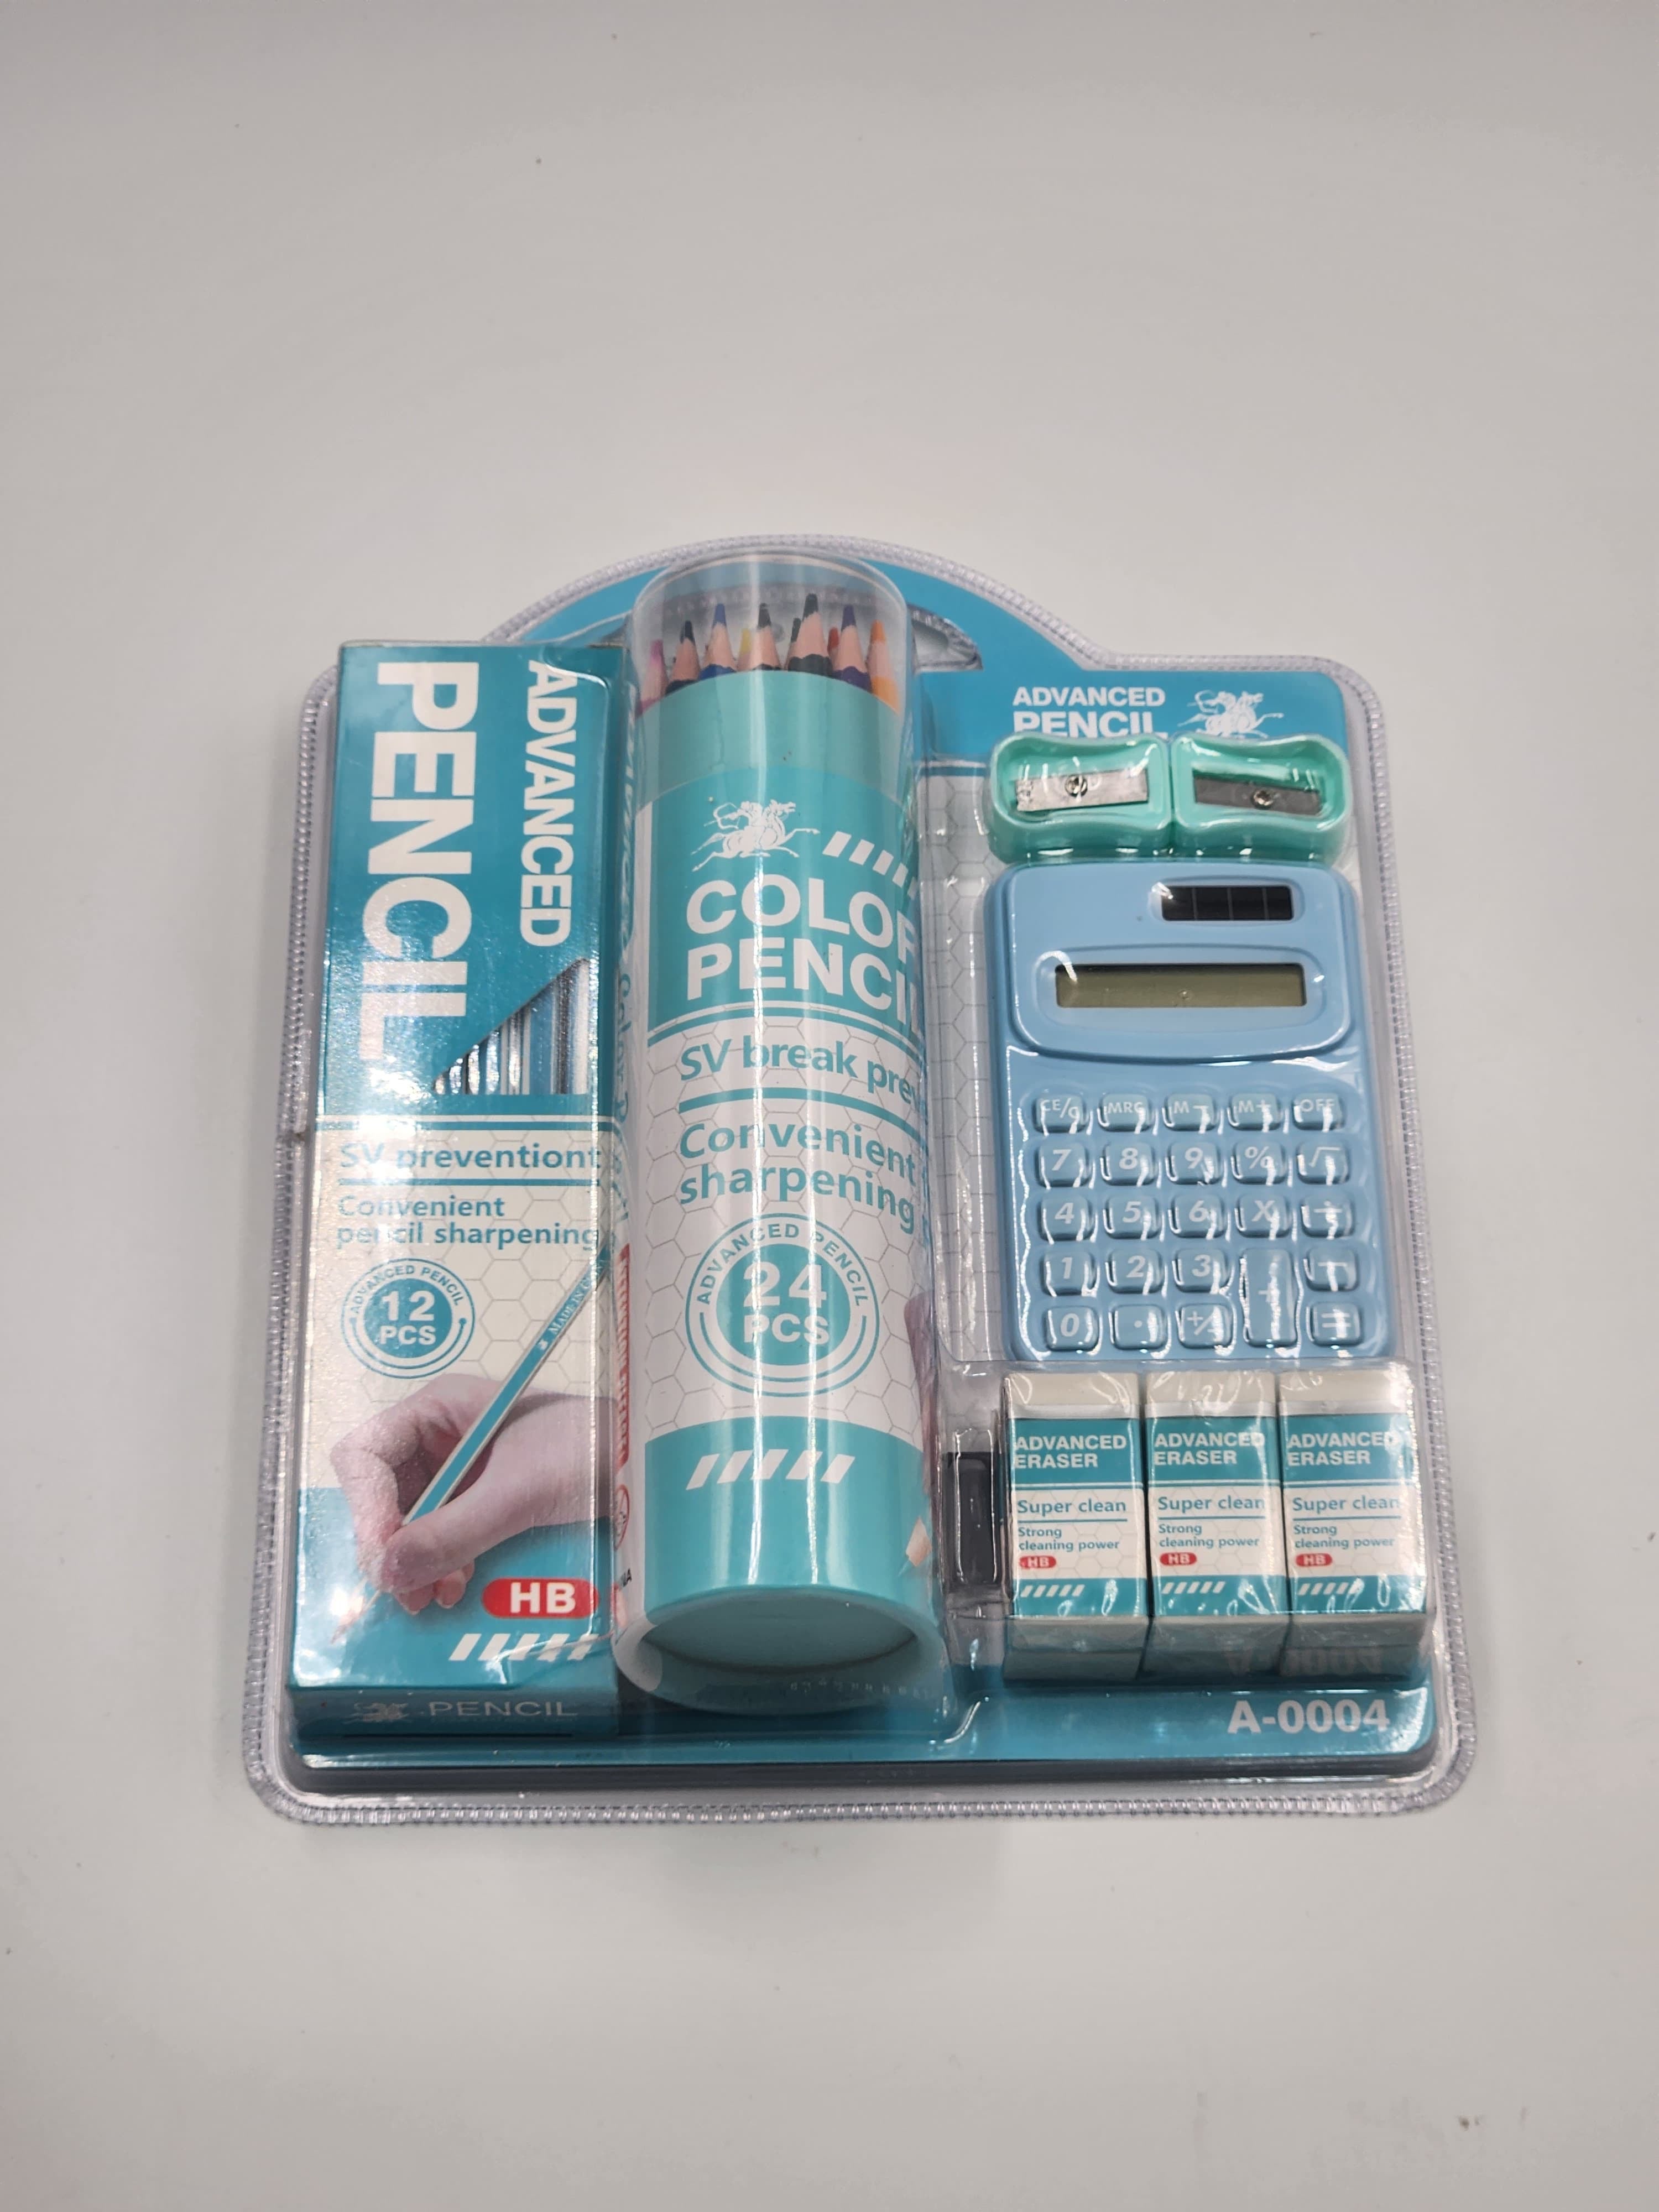 ADVANCED
PENCIL
SV preventiont
Convenient
pencil sharpening
ADVANCED PENCIL
12
PCS
MADE IN
HB
PENCIL
COLOR
PENCIL
SV break
Convenient
sharpening
ADVANCED PENCIL
24
PCS
ADVANCED
PENCIL
CE/C MRC M- M+ OFF
7 8 9 % √
4 5 6 X ÷
1 2 3 + -
0 . +/- =
ADVANCED
ERASER
Super clean
Strong
cleaning power
HB
ADVANCED
ERASER
Super clean
Strong
cleaning power
HB
ADVANCED
ERASER
Super clean
Strong
cleaning power
HB
A-0004